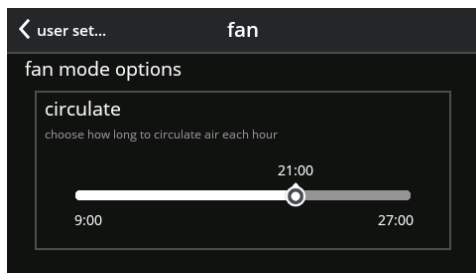 user set...
fan
fan mode options
circulate
choose how long to circulate air each hour
21:00
9:00
27:00